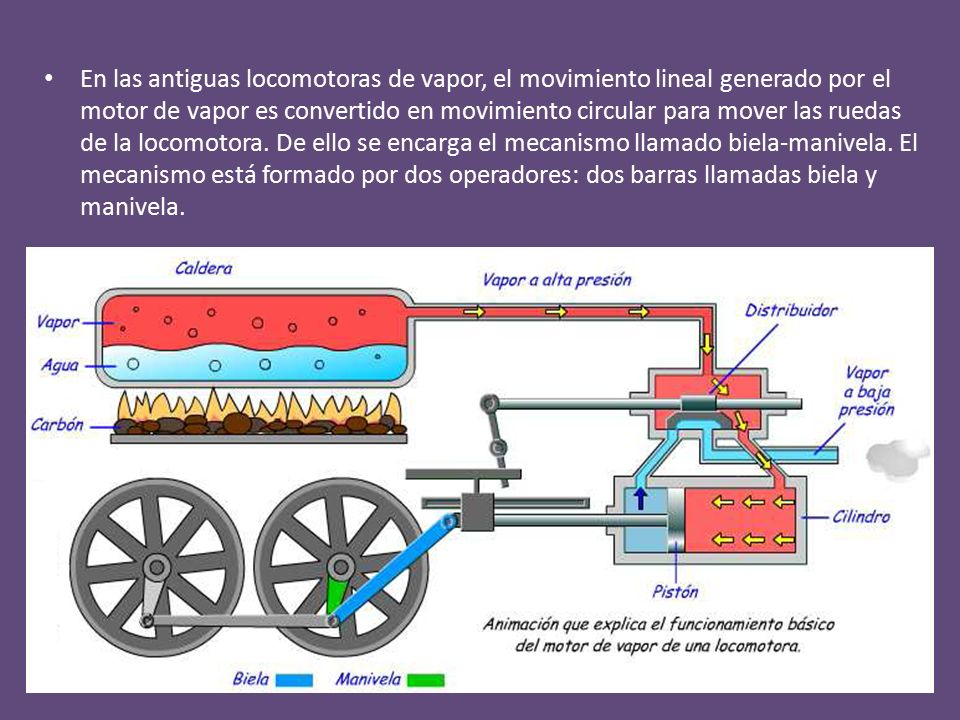 • En las antiguas locomotoras de vapor, el movimiento lineal generado por el
motor de vapor es convertido en movimiento circular para mover las ruedas
de la locomotora. De ello se encarga el mecanismo llamado biela-manivela. El
mecanismo está formado por dos operadores: dos barras llamadas biela y
manivela.
Caldera
Vapor a alta presión
Distribuidor
Vapor
Agua
Vapor
a baja
presión
Carbón
Cilindro
Pistón
Animación que explica el funcionamiento básico
del motor de vapor de una locomotora.
Biela
Manivela